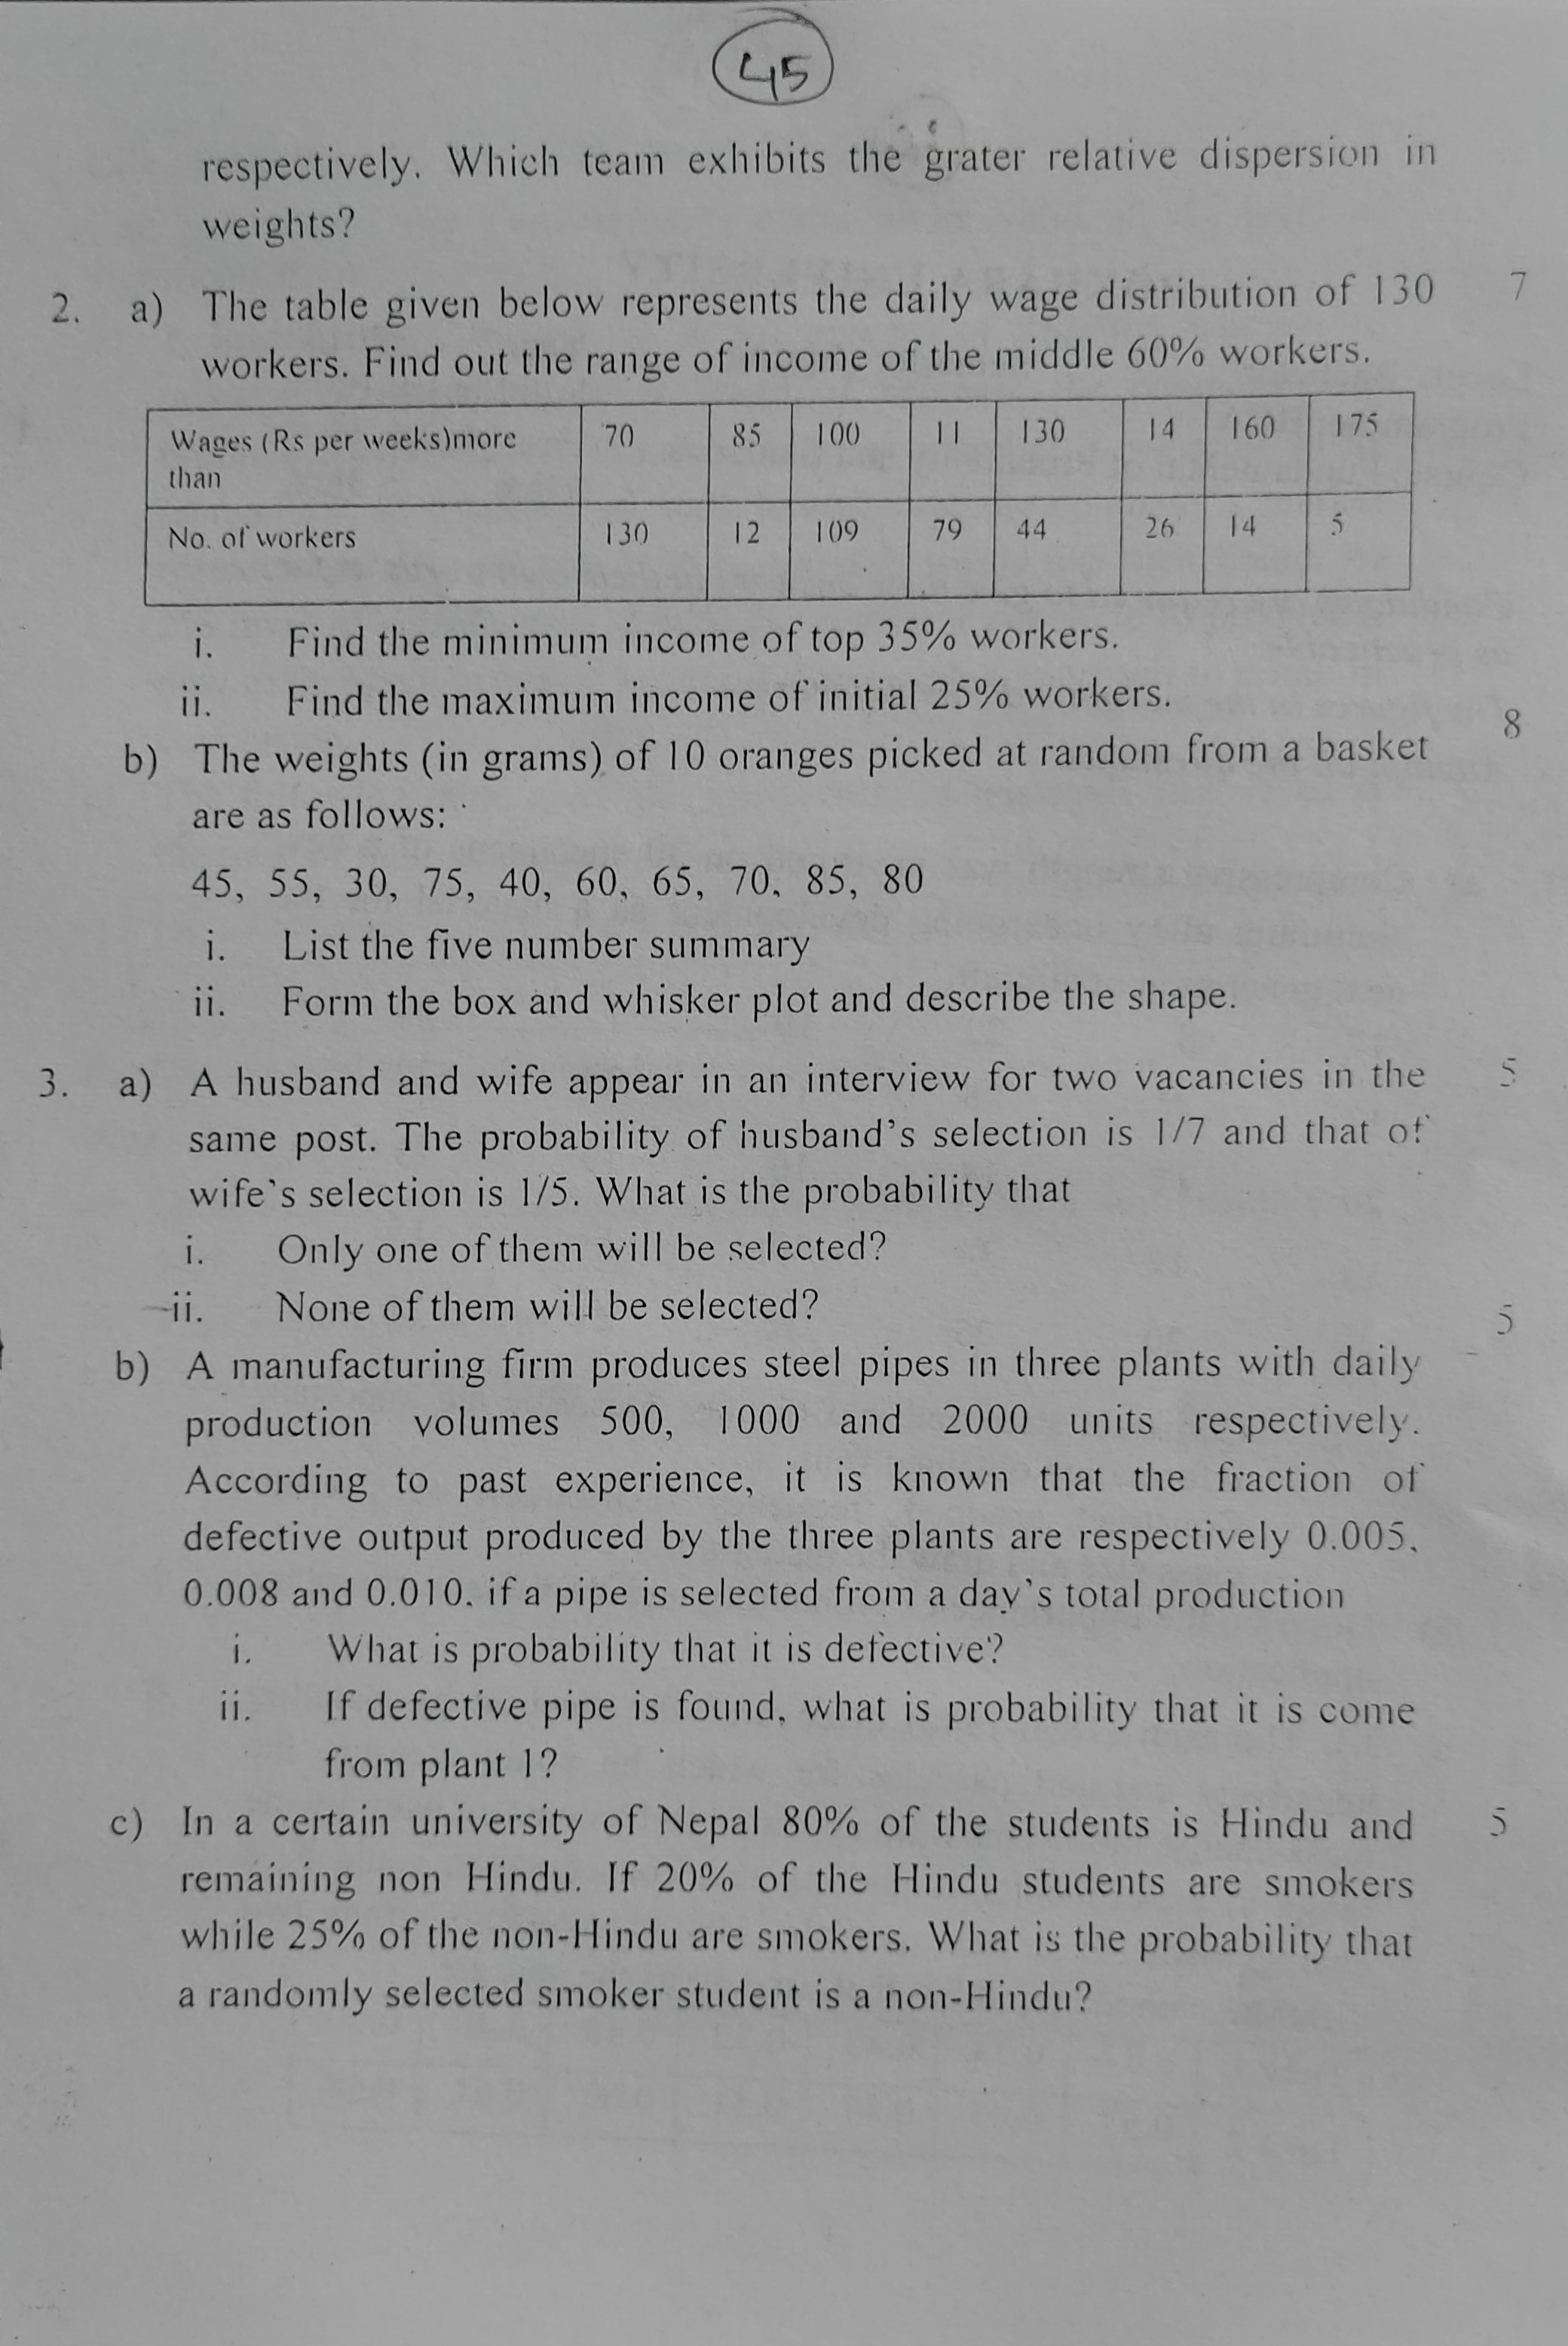 45
respectively. Which team exhibits the grater relative dispersion in
weights?
2. a) The table given below represents the daily wage distribution of 130 7
workers. Find out the range of income of the middle 60% workers.
Wages (Rs per weeks)more 70 85 100 11 130 14 160 175
than
No. of workers 130 12 109 79 44 26 14 5
i. Find the minimum income of top 35% workers.
ii. Find the maximum income of initial 25% workers.
b) The weights (in grams) of 10 oranges picked at random from a basket 8
are as follows:
45, 55, 30, 75, 40, 60, 65, 70, 85, 80
i. List the five number summary
ii. Form the box and whisker plot and describe the shape.
3. a) A husband and wife appear in an interview for two vacancies in the 5
same post. The probability of husband's selection is 1/7 and that of
wife's selection is 1/5. What is the probability that
i. Only one of them will be selected?
ii. None of them will be selected?
b) A manufacturing firm produces steel pipes in three plants with daily 5
production volumes 500, 1000 and 2000 units respectively.
According to past experience, it is known that the fraction of
defective output produced by the three plants are respectively 0.005,
0.008 and 0.010. if a pipe is selected from a day's total production
i. What is probability that it is defective?
ii. If defective pipe is found, what is probability that it is come
from plant 1?
c) In a certain university of Nepal 80% of the students is Hindu and 5
remaining non Hindu. If 20% of the Hindu students are smokers
while 25% of the non-Hindu are smokers. What is the probability that
a randomly selected smoker student is a non-Hindu?